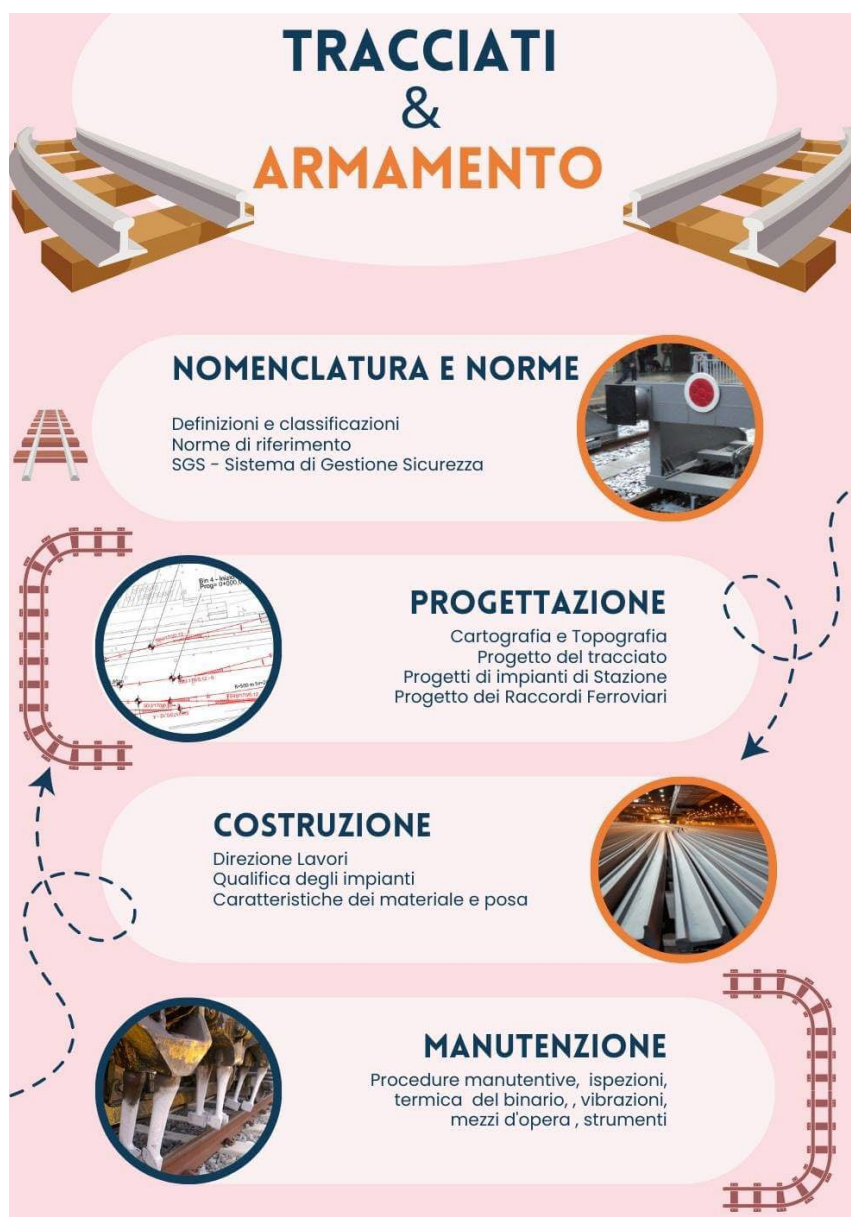 TRACCIATI
&
ARMAMENTO
NOMENCLATURA E NORME
Definizioni e classificazioni
Norme di riferimento
SGS - Sistema di Gestione Sicurezza
PROGETTAZIONE
Cartografia e Topografia
Progetto del tracciato
Progetti di impianti di Stazione
Progetto dei Raccordi Ferroviari
COSTRUZIONE
Direzione Lavori
Qualifica degli impianti
Caratteristiche dei materiale e posa
MANUTENZIONE
Procedure manutentive, ispezioni,
termica del binario, , vibrazioni,
mezzi d'opera , strumenti